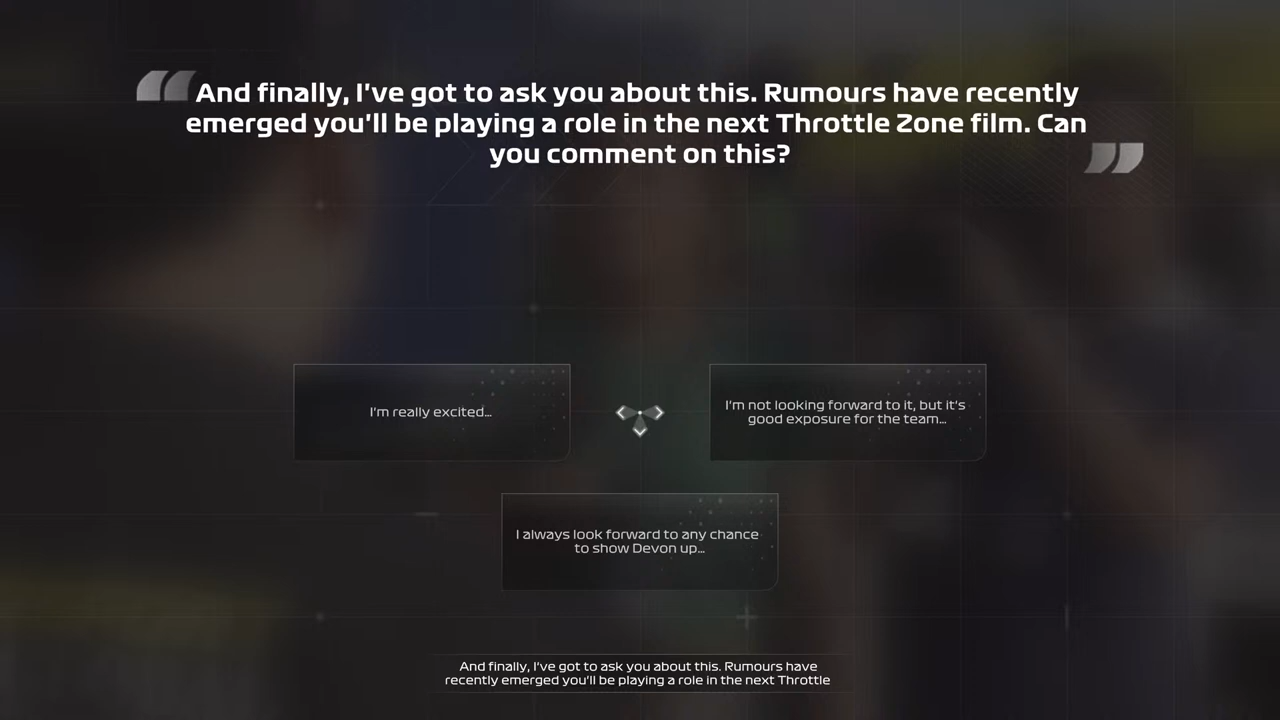 And finally, I've got to ask you about this. Rumours have recently
emerged you'll be playing a role in the next Throttle Zone film. Can
you comment on this?
I'm really excited...
I'm not looking forward to it, but it's
good exposure for the team...
I always look forward to any chance
to show Devon up...
And finally, I've got to ask you about this. Rumours have
recently emerged you'll be playing a role in the next Throttle